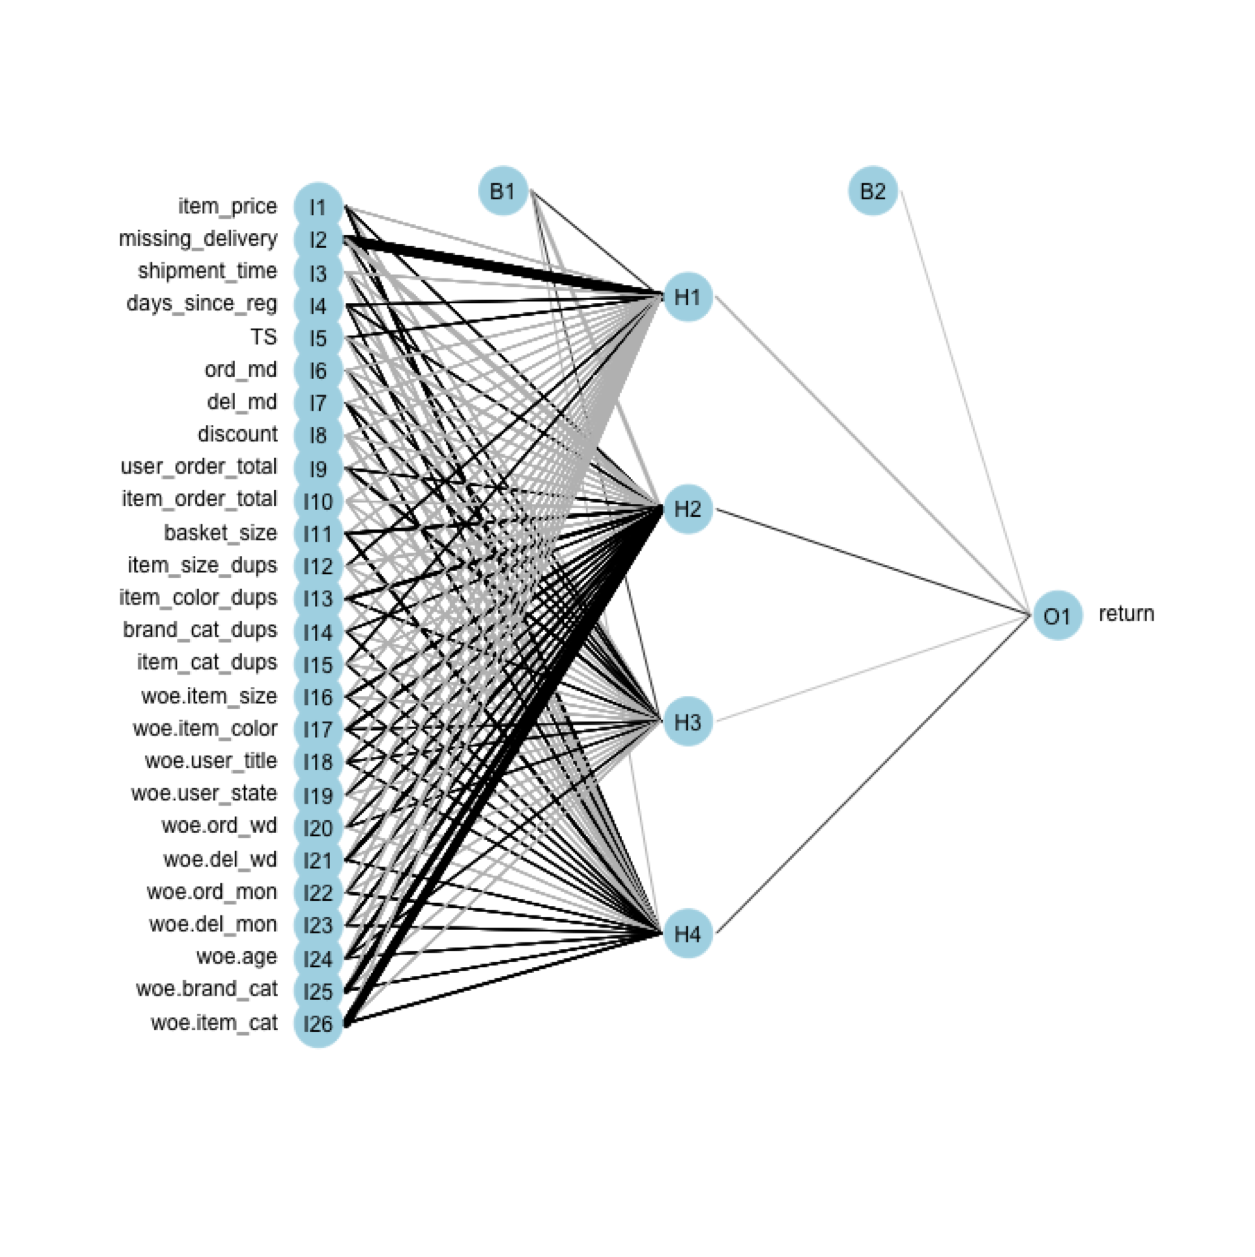 B1
B2
item_price I1
missing_delivery I2
shipment_time I3
H1
days_since_reg I4
TS I5
ord_md I6
del_md I7
discount I8
user_order_total I9
item_order_total I10
H2
basket_size I11
item_size_dups I12
item_color_dups I13
O1 return
brand_cat_dups I14
item_cat_dups I15
woe.item_size I16
H3
woe.item_color I17
woe.user_title I18
woe.user_state I19
woe.ord_wd I20
woe.del_wd I21
woe.ord_mon I22
woe.del_mon I23
H4
woe.age I24
woe.brand_cat I25
woe.item_cat I26